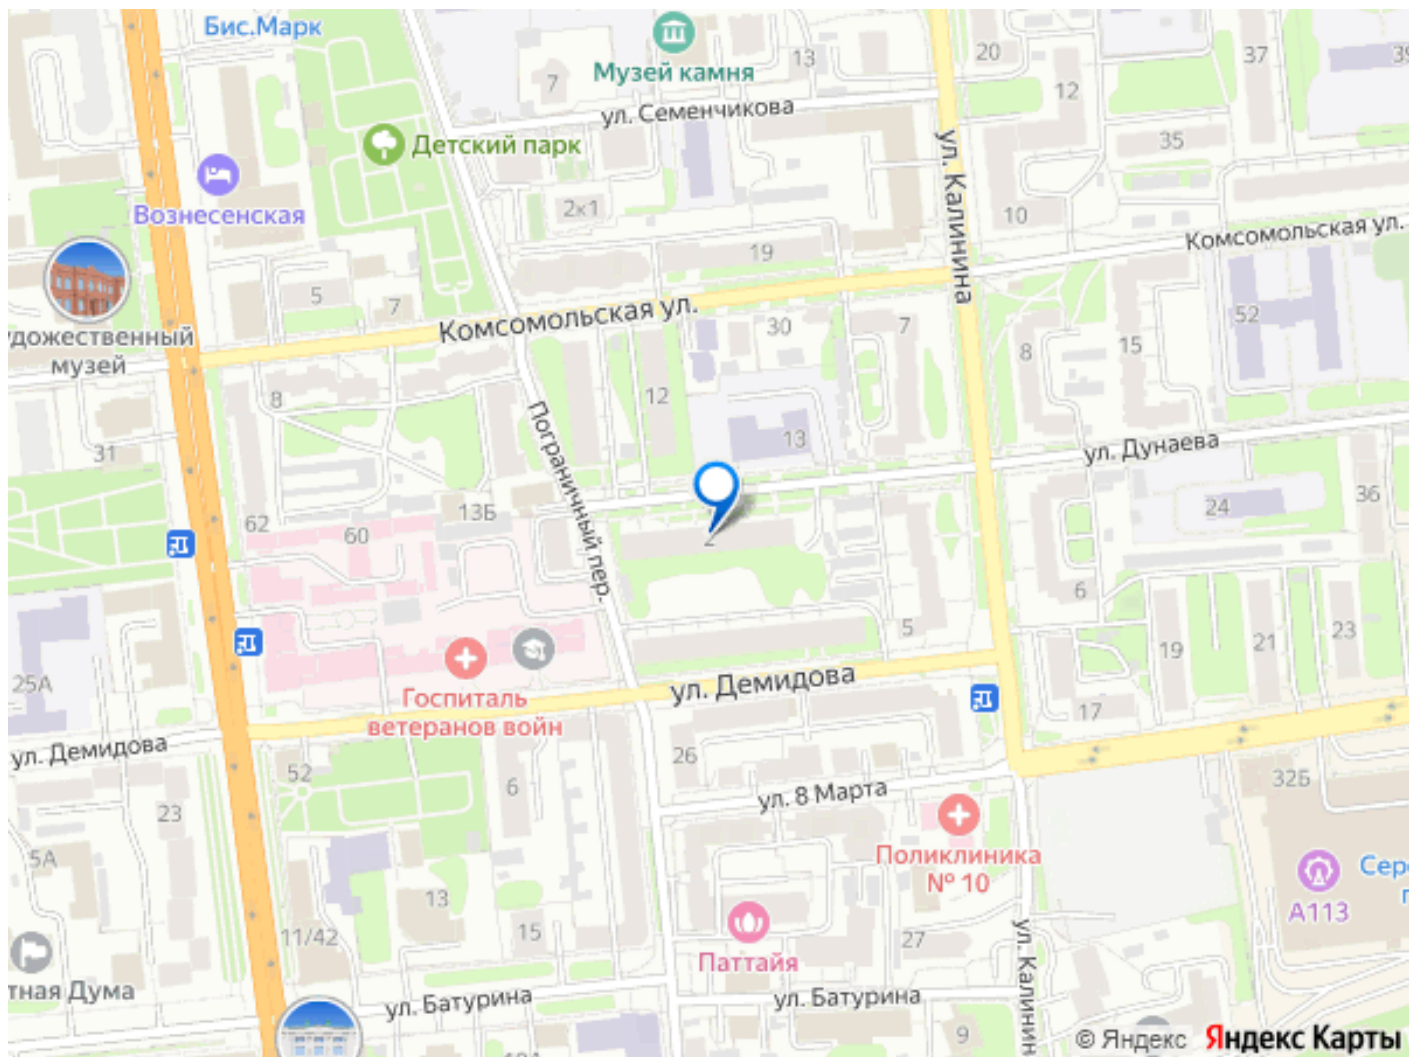 Бис.Марк
Музей камня
7
13
20
37
39
12
ул. Семенчикова
Детский парк
35
ул. Калинина
Вознесенская
2к1
10
Комсомольская ул.
19
5
7
Комсомольская ул.
30
7
52
удожественный
музей
8
15
8
12
Пограничный пер.
31
13
ул. Дунаева
62
60
13Б
2
24
36
6
5
19
21
23
25А
Госпиталь
ветеранов войн
ул. Демидова
17
ул. Демидова
52
6
26
ул. 8 Марта
32Б
23
5А
Поликлиника
№ 10
Сер
п
А113
13
11/42
15
Паттайя
27
ул. Калинин
тная Дума
ул. Батурина
ул. Батурина
9
© Яндекс Яндекс Карты